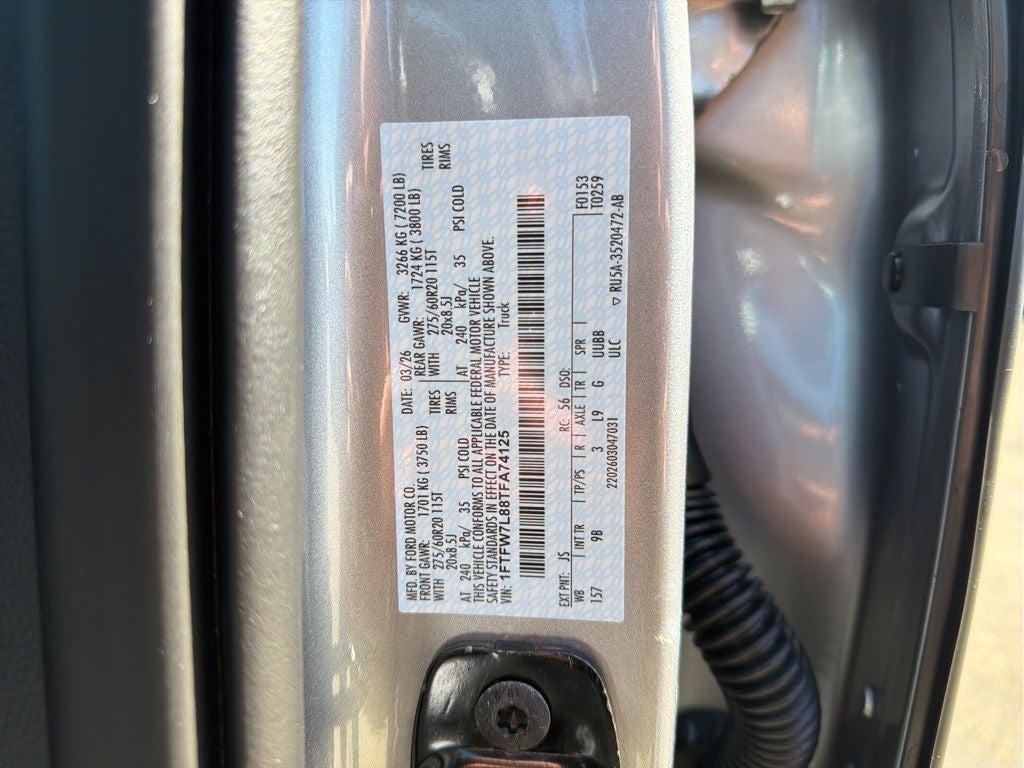 MFD. BY FORD MOTOR CO.
DATE: 03/26 GVWR: 3266 KG ( 7200 LB)
FRONT GAWR: 1701 KG ( 3750 LB)
REAR GAWR: 1724 KG ( 3800 LB)
WITH 275/60R20 115T TIRES
WITH 275/60R20 115T TIRES
20x8.5J RIMS
20x8.5J RIMS
AT 240 kPa/ 35 PSI COLD
AT 240 kPa/ 35 PSI COLD
THIS VEHICLE CONFORMS TO ALL APPLICABLE FEDERAL MOTOR VEHICLE
SAFETY STANDARDS IN EFFECT ON THE DATE OF MANUFACTURE SHOWN ABOVE.
VIN: 1FTFW7L88TFA74125 TYPE: Truck
EXT PNT: JS RC: 56 DSO: F0153
WB INT TR TP/PS R AXLE TR SPR T0259
157 9B 3 L9 G UUBB
2202603047031 ULC ▽ RU5A-3520472-AB